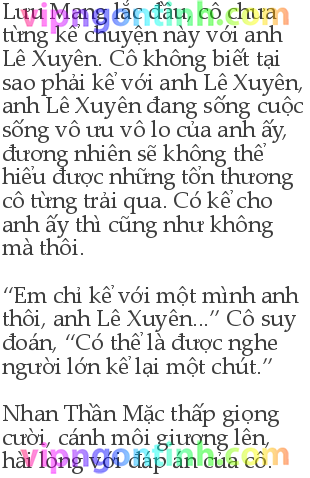 Lưu Mang lắc đầu, cô chưa
từng kể chuyện này với anh
Lê Xuyên. Cô không biết tại
sao phải kể với anh Lê Xuyên,
anh Lê Xuyên đang sống cuộc
sống vô ưu vô lo của anh ấy,
đương nhiên sẽ không thể
hiểu được những tổn thương
cô từng trải qua. Có kể cho
anh ấy thì cũng như không
mà thôi.
“Em chỉ kể với một mình anh
thôi, anh Lê Xuyên...” Cô suy
đoán, “Có thể là được nghe
người lớn kể lại một chút.”
Nhan Thần Mặc thấp giọng
cười, cánh môi giương lên,
hài lòng với đáp án của cô.
vipngontinh.com
vipngontinh.com